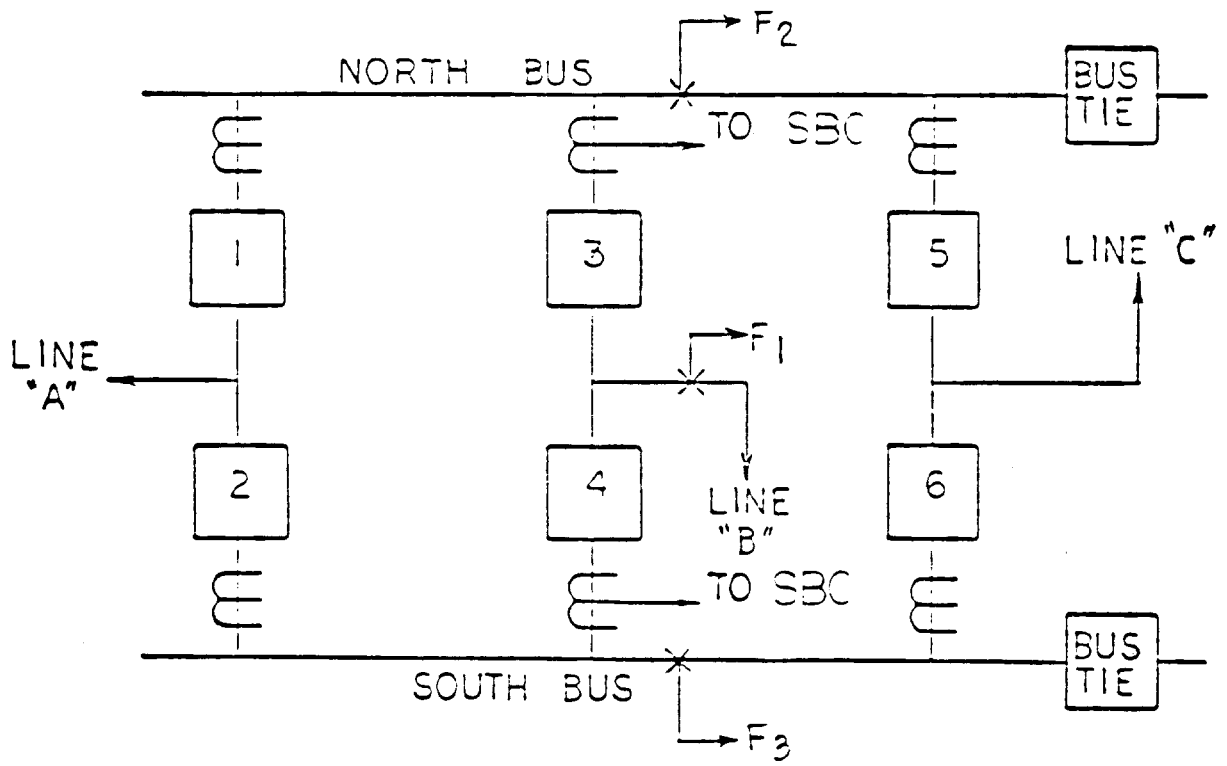 F2
NORTH BUS
BUS
TIE
TO SBC
1
3
5
LINE "C"
F1
LINE
"A"
2
4
6
LINE
"B"
TO SBC
SOUTH BUS
BUS
TIE
F3